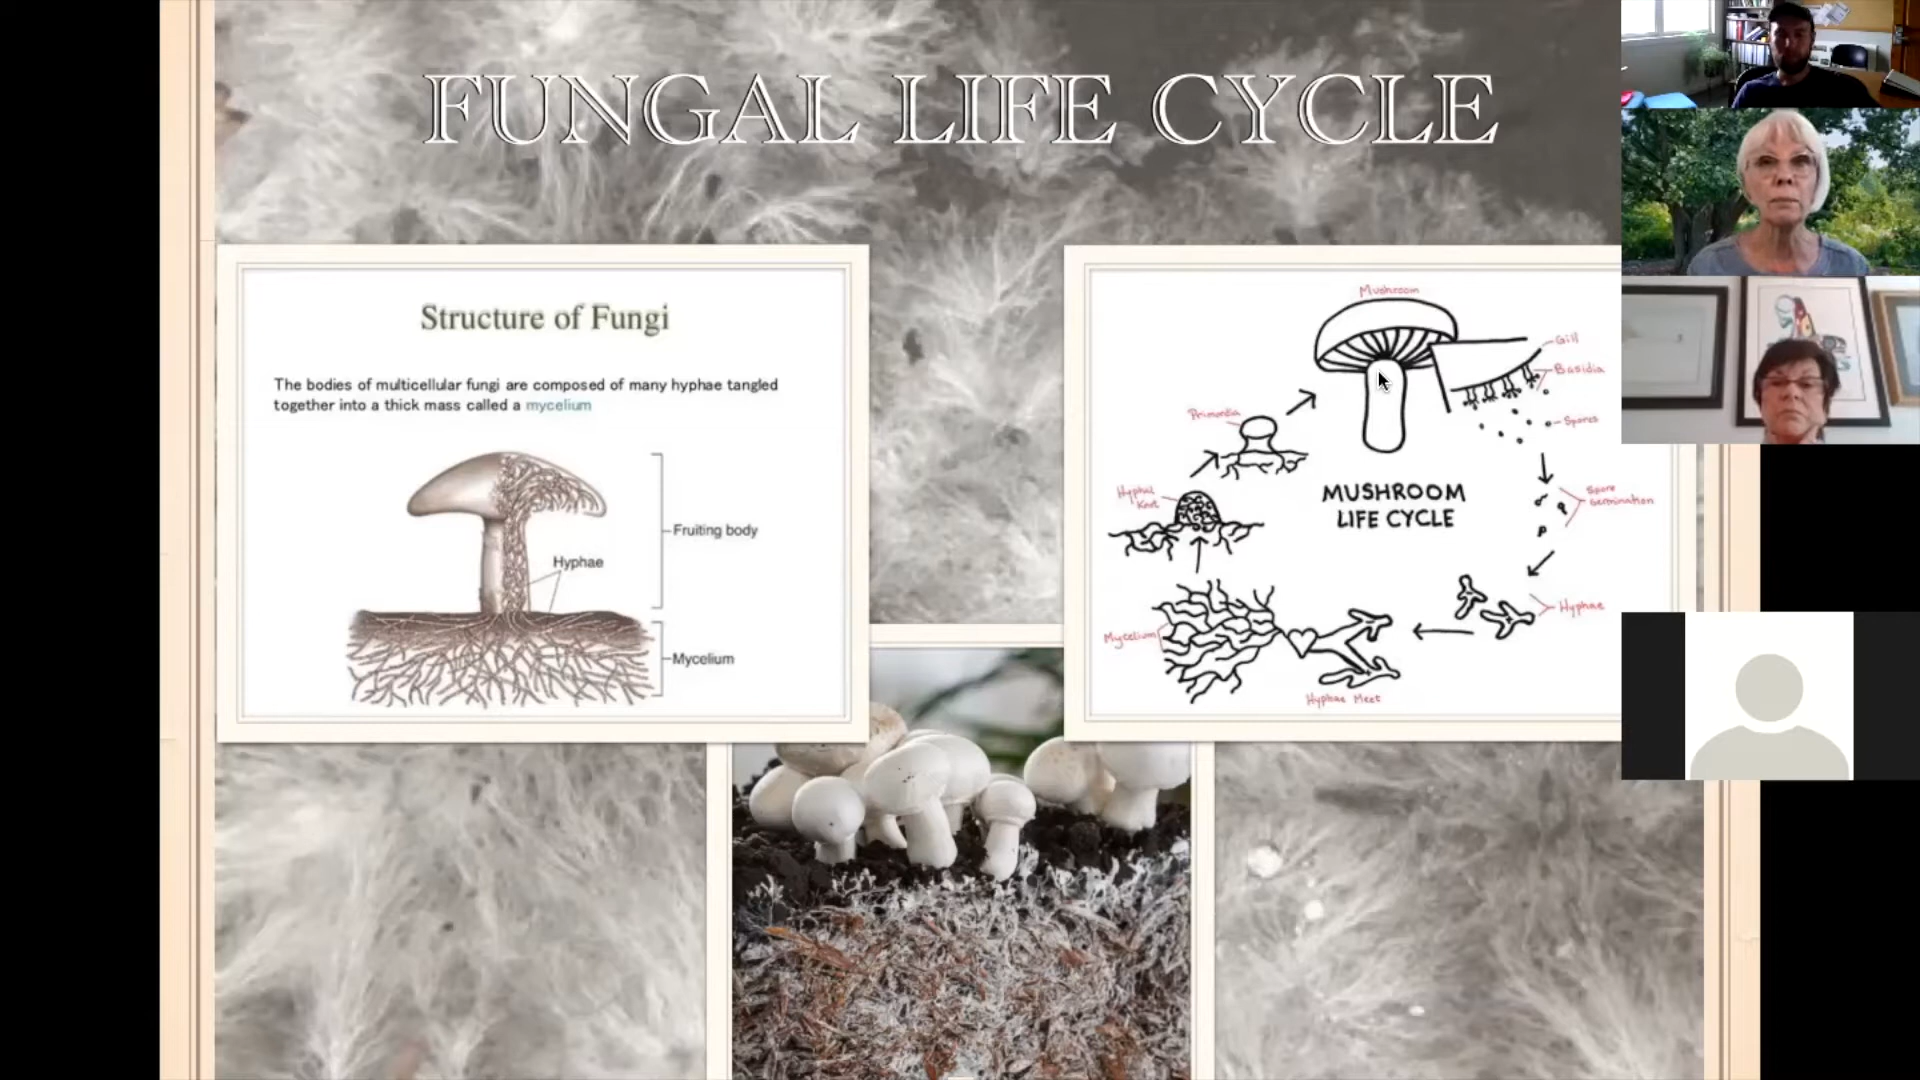 FUNGAL LIFE CYCLE
Structure of Fungi
The bodies of multicellular fungi are composed of many hyphae tangled
together into a thick mass called a mycelium
Fruiting body
Hyphae
Mycelium
Mushroom
Gill
Basidia
Spores
Primordia
Hyphal
Knot
MUSHROOM
LIFE CYCLE
Spore
Germination
Hyphae
Mycelium
Hyphae Meet